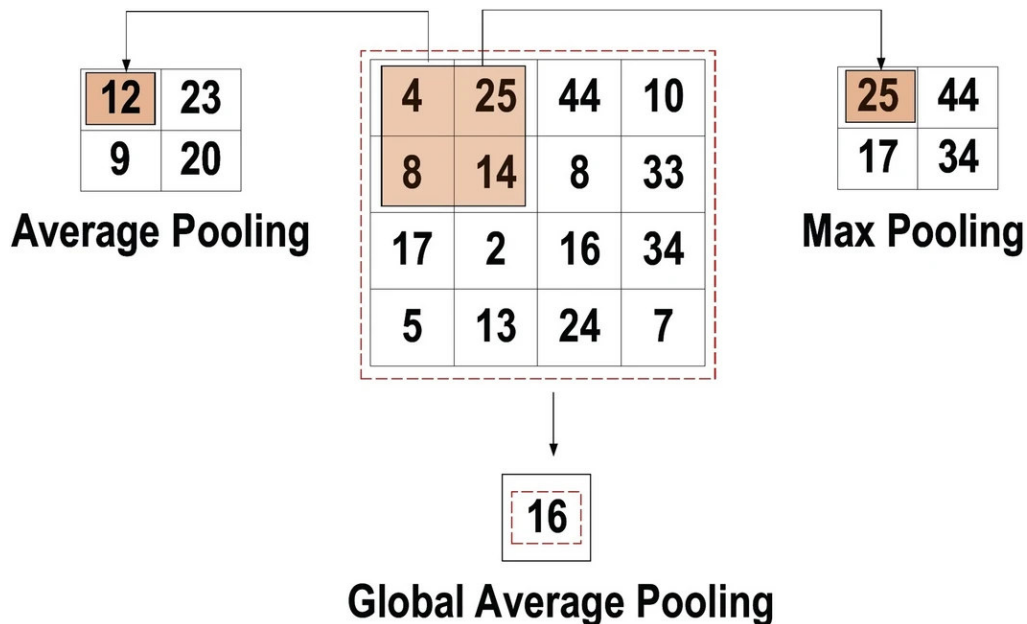 12 23
9 20
Average Pooling
4 25 44 10
8 14 8 33
17 2 16 34
5 13 24 7
25 44
17 34
Max Pooling
16
Global Average Pooling